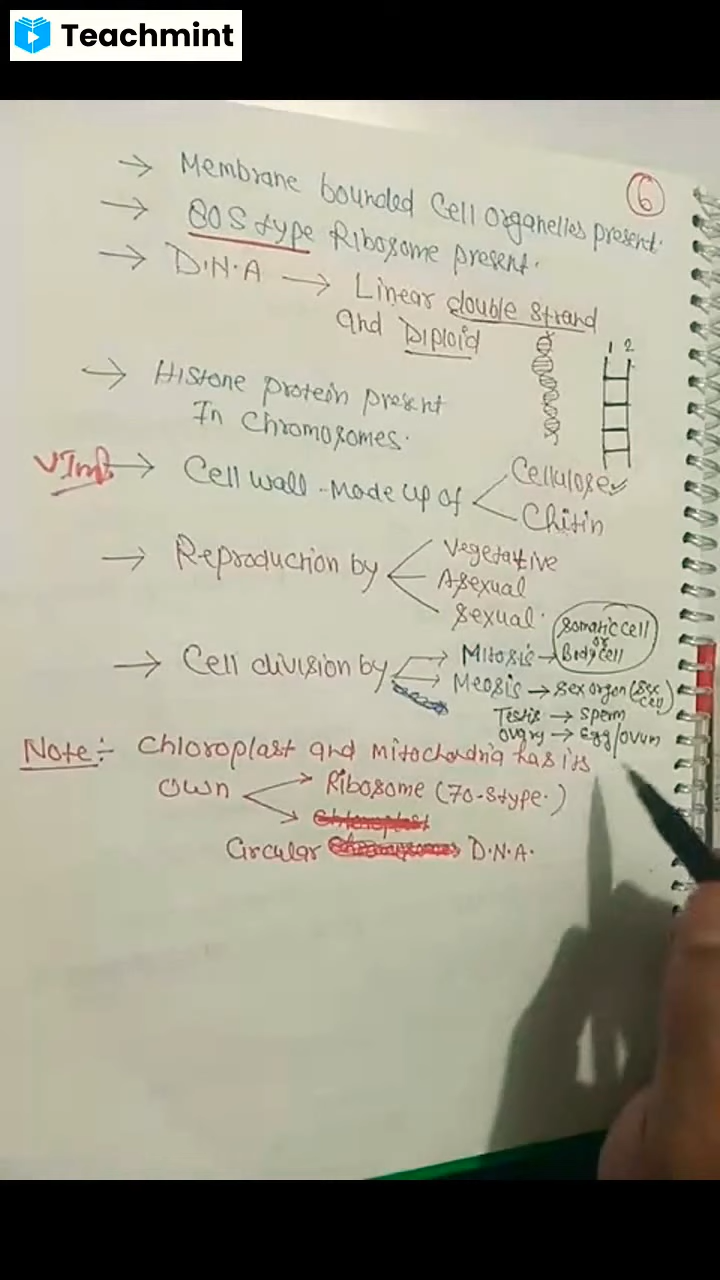 Teachmint
6
→ Membrane bounded Cell organelles present.
→ 80S type Ribosome present.
→ D.N.A → Linear double strand
and Diploid
1 2
→ Histone protein present
In chromosomes.
V Imp → Cell wall - Made up of Cellulose ✓
Chitin
→ Reproduction by Vegetative
Asexual
Sexual.
→ Cell division by → Mitosis → Somatic cell
or
Body cell
→ Meosis → Sex organ (Sex
cell)
Testis → Sperm
Ovary → Egg/Ovum
Note:- Chloroplast and mitochondria has its
own → Ribosome (70-S type.)
→ Chloroplast
Circular Chromosomes D.N.A.